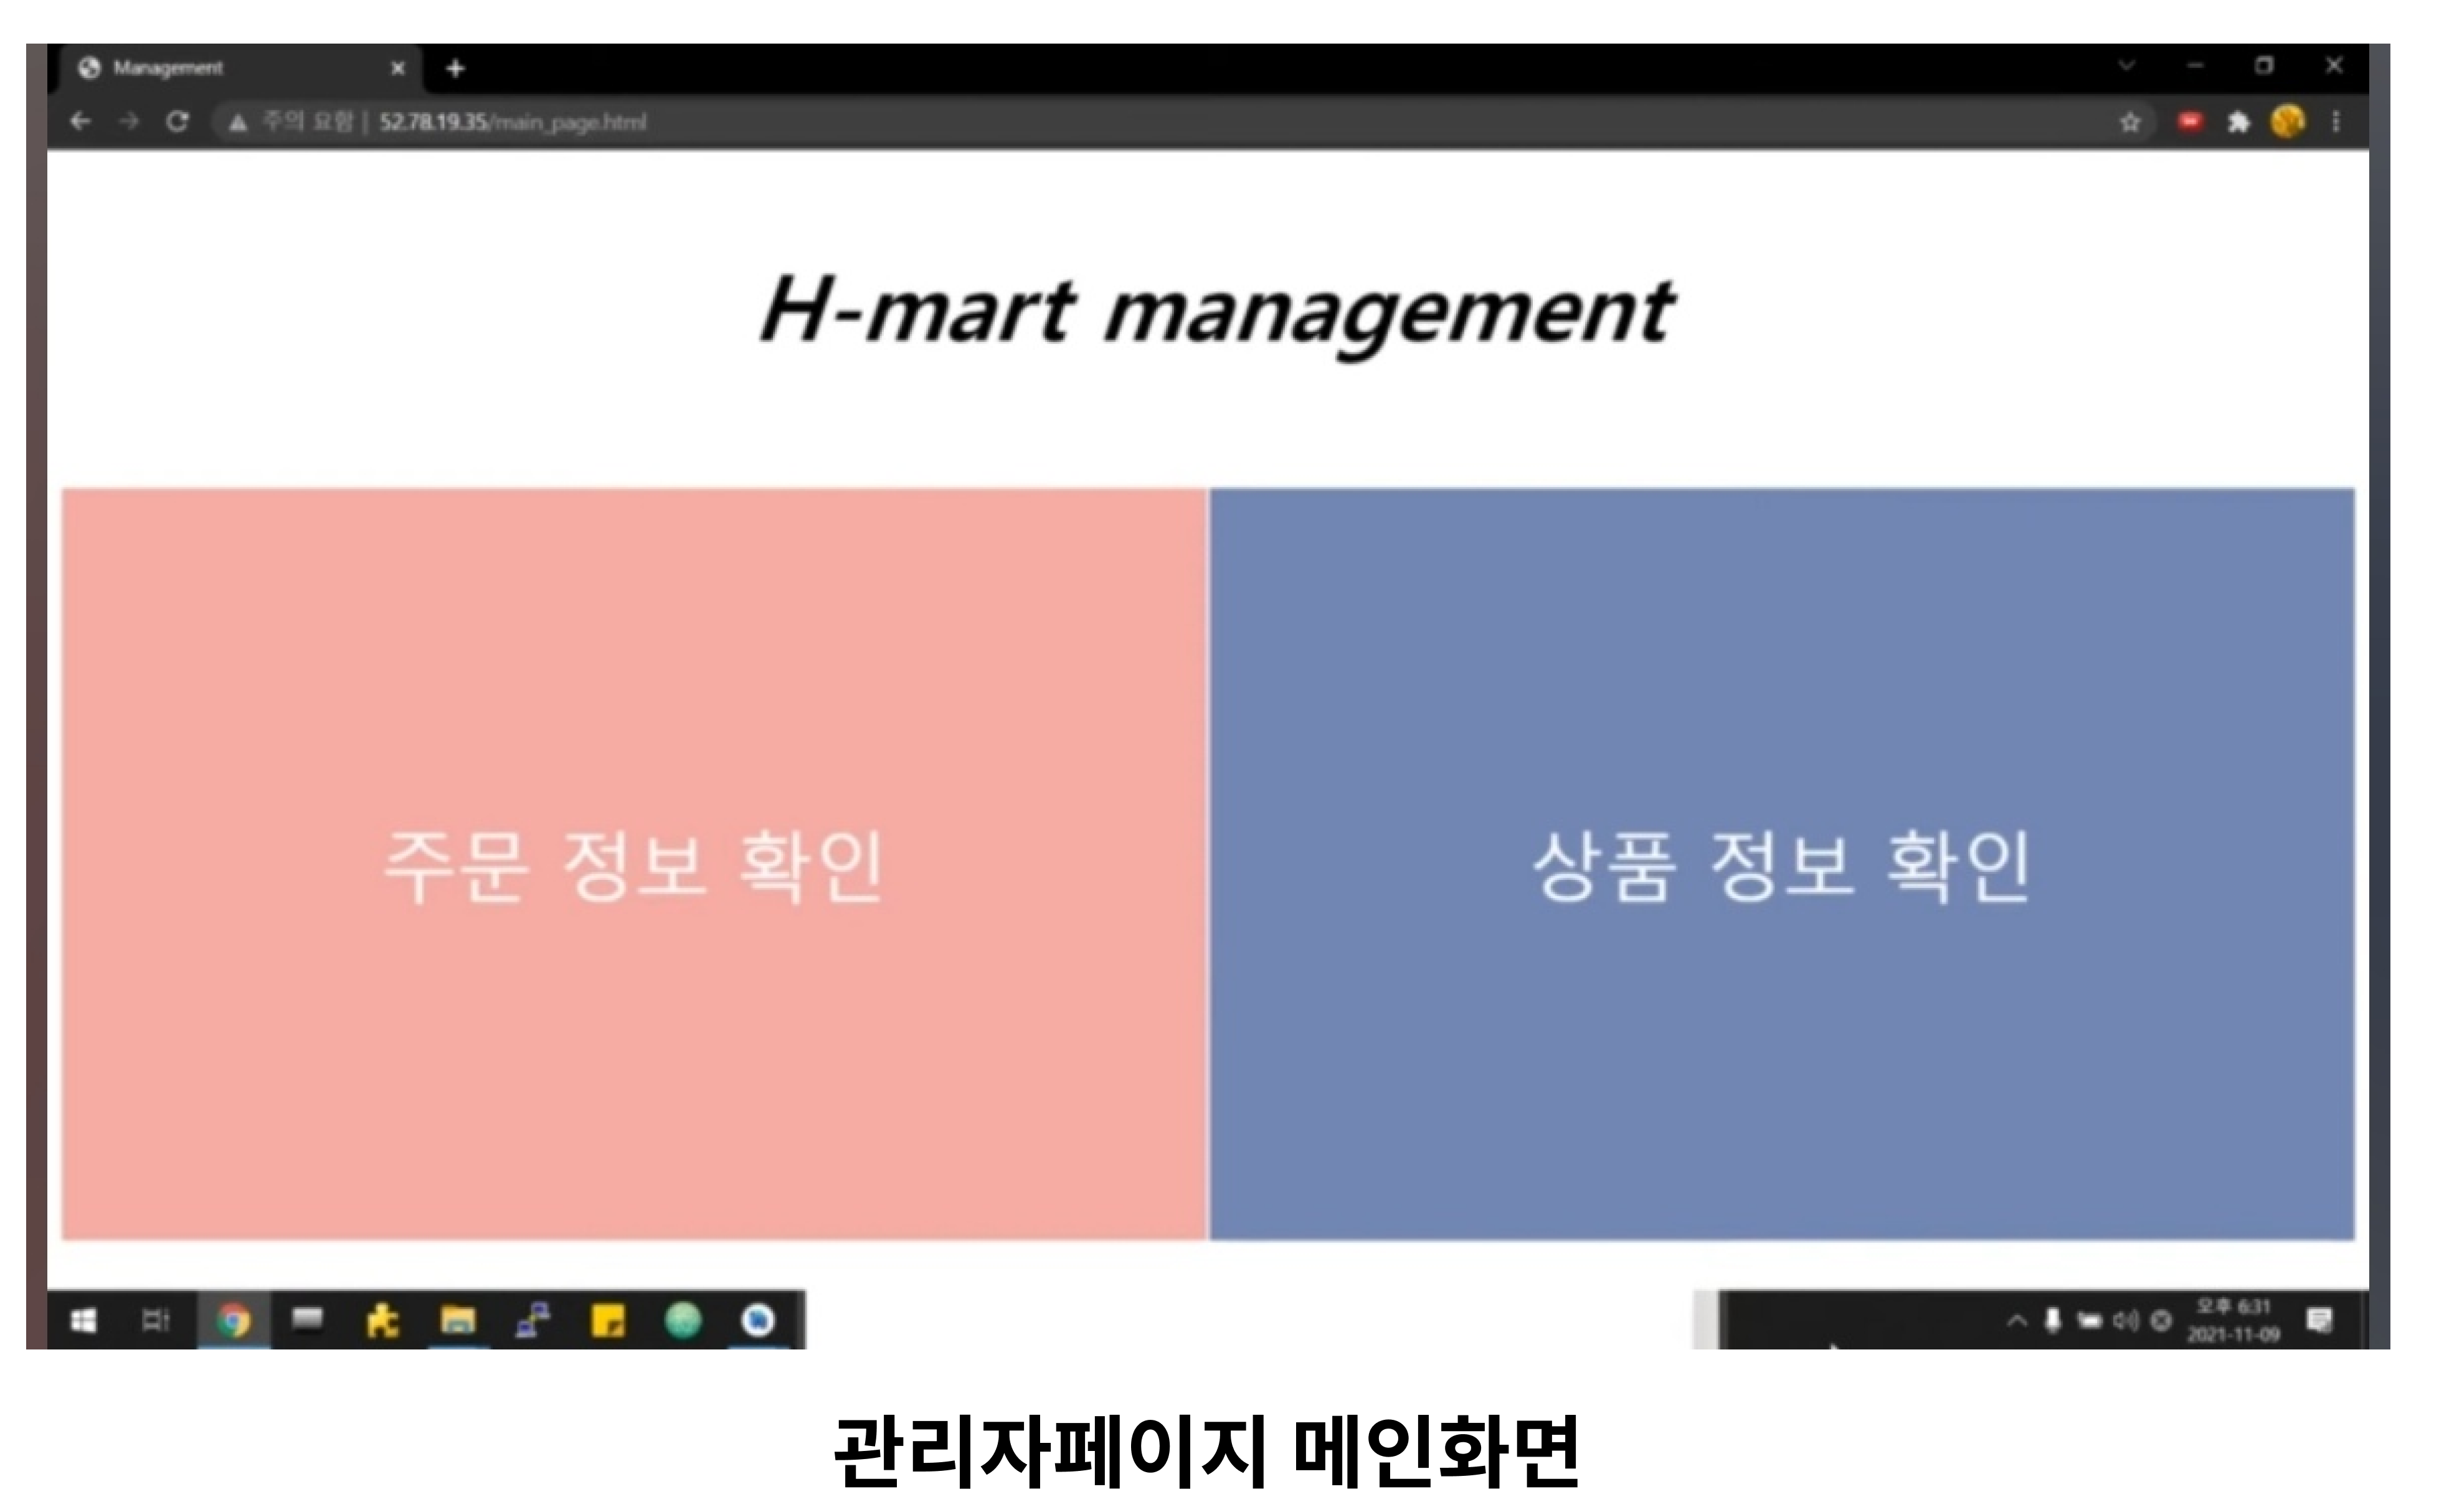 Management
주의 요함 | 52.78.19.35/main_page.html
H-mart management
주문 정보 확인
상품 정보 확인
오후 6:31
2021-11-09
관리자페이지 메인화면